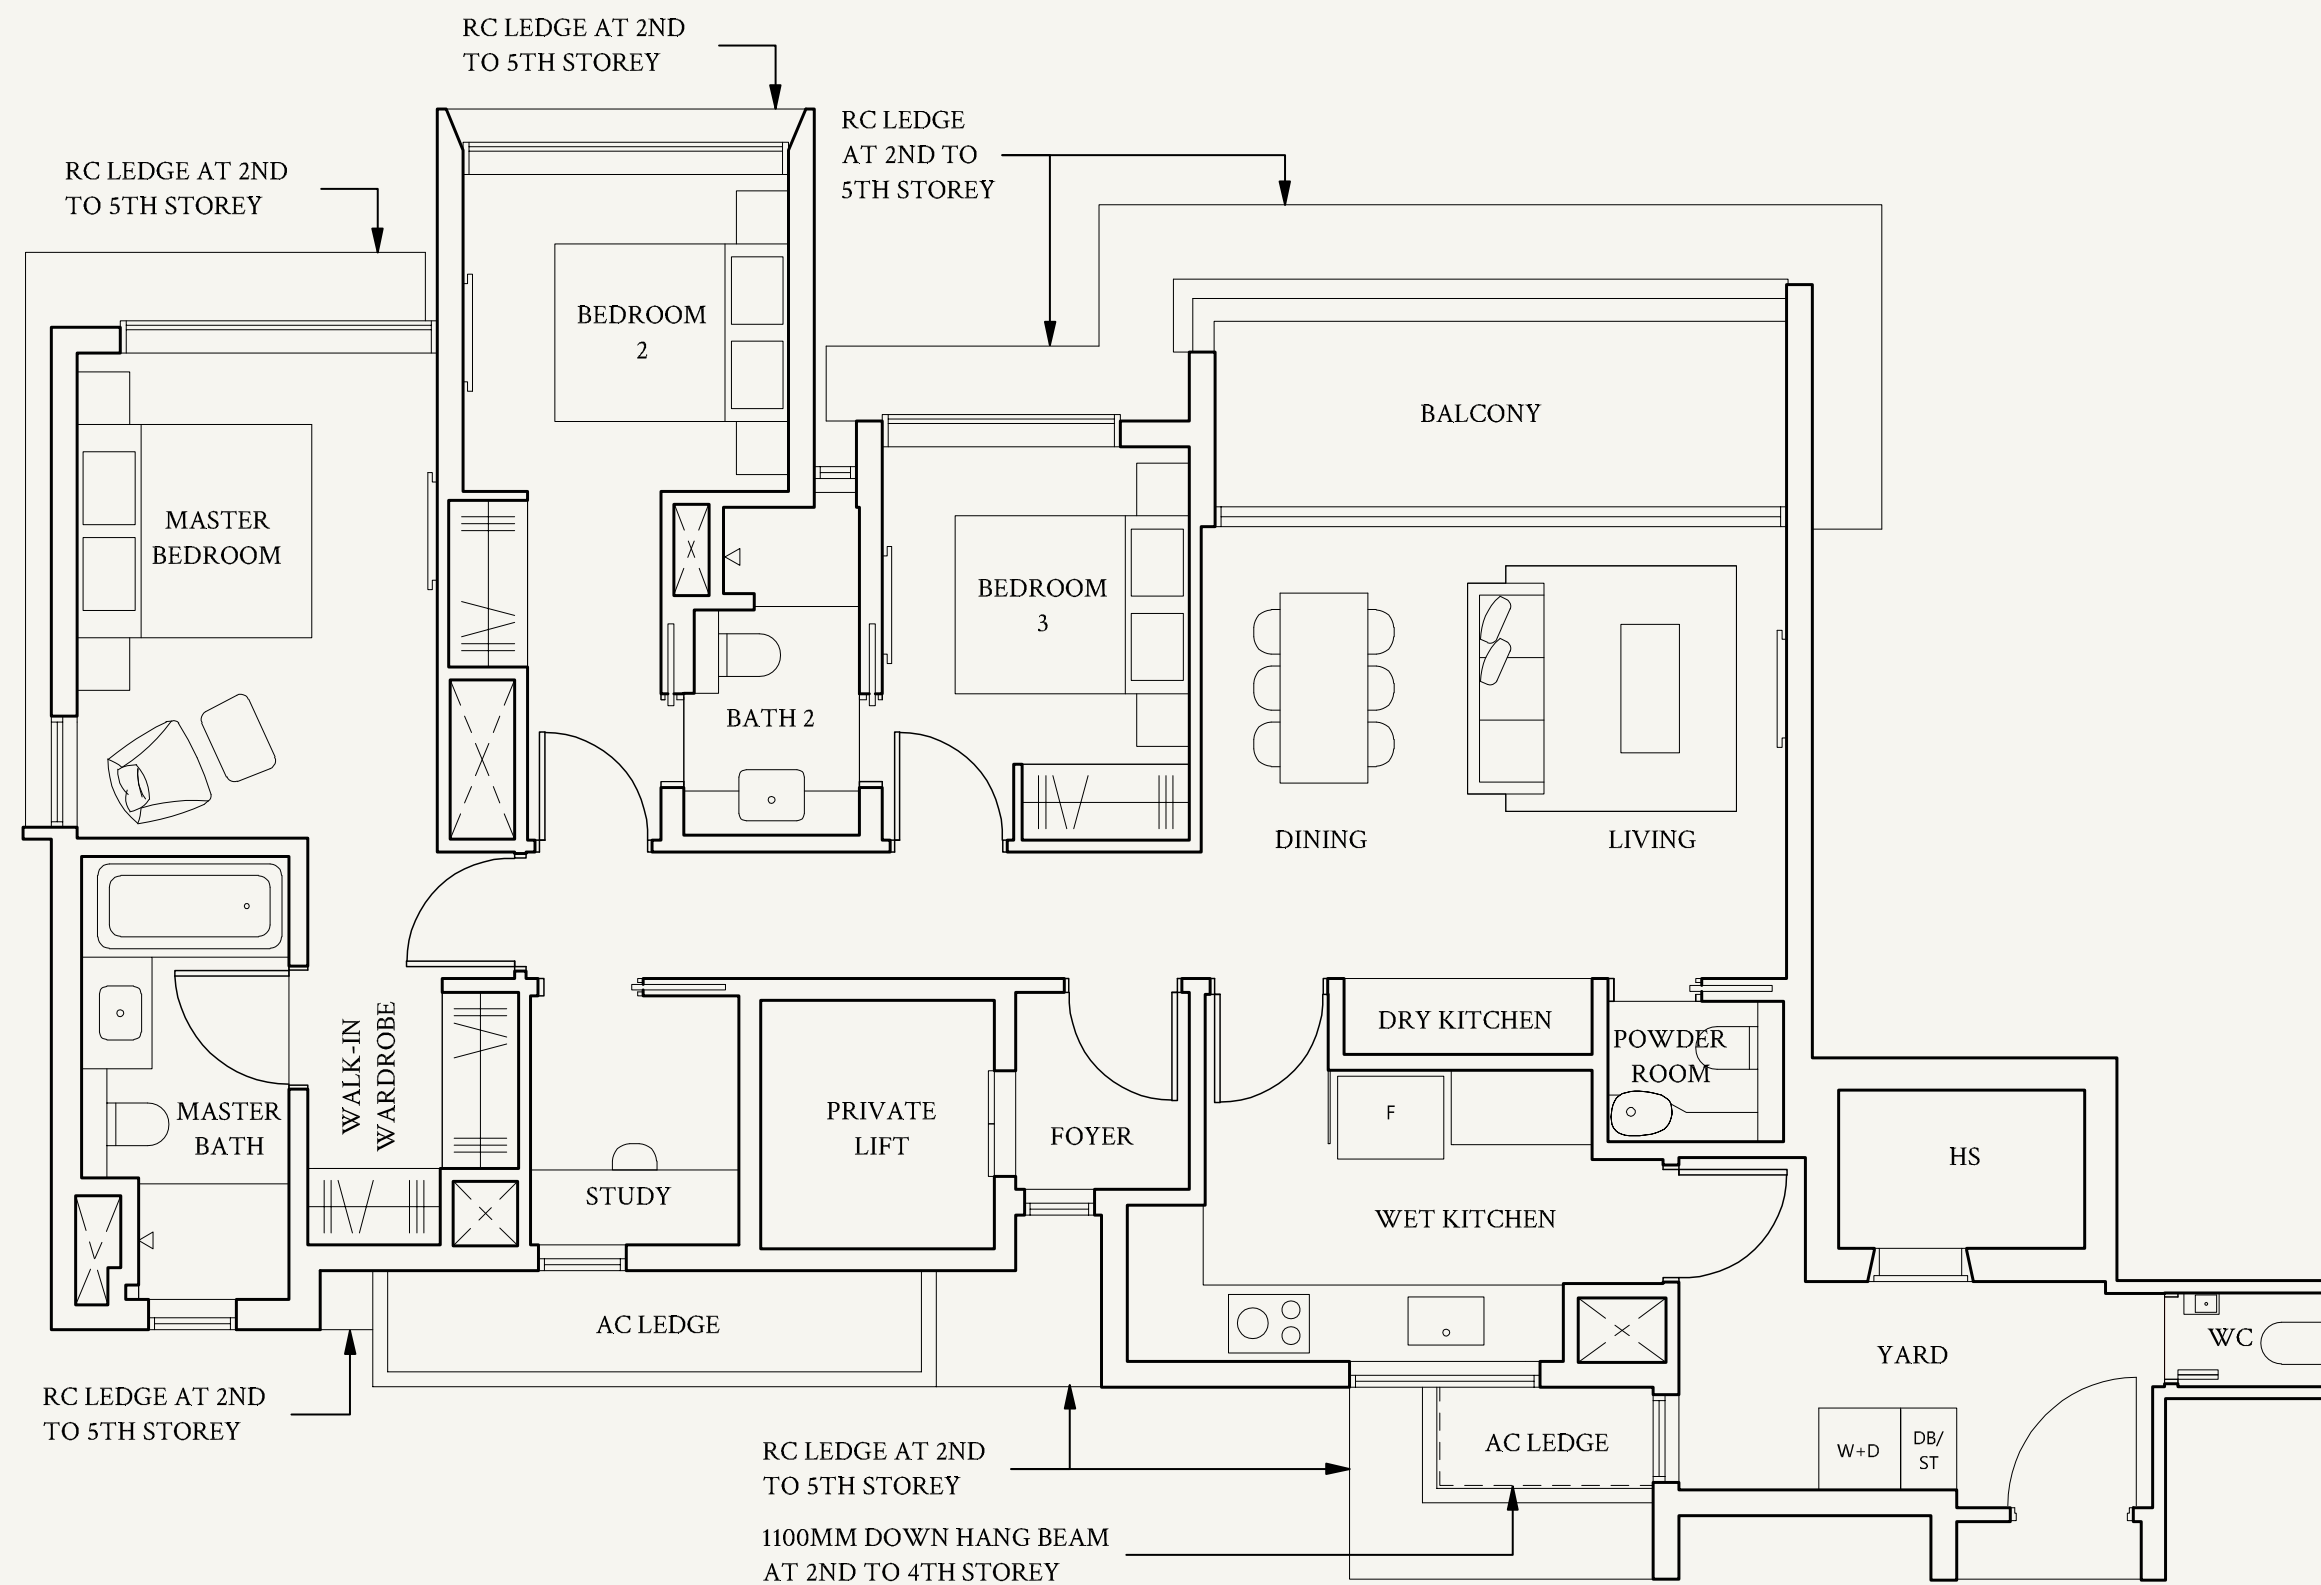 RC LEDGE AT 2ND
TO 5TH STOREY
RC LEDGE
AT 2ND TO
5TH STOREY
RC LEDGE AT 2ND
TO 5TH STOREY
BEDROOM
2
BALCONY
MASTER
BEDROOM
BEDROOM
3
BATH 2
DINING
LIVING
WALK-IN
WARDROBE
DRY KITCHEN
POWDER
ROOM
MASTER
BATH
PRIVATE
LIFT
FOYER
F
HS
STUDY
WET KITCHEN
AC LEDGE
WC
YARD
RC LEDGE AT 2ND
TO 5TH STOREY
AC LEDGE
W+D
DB/
ST
RC LEDGE AT 2ND
TO 5TH STOREY
1100MM DOWN HANG BEAM
AT 2ND TO 4TH STOREY